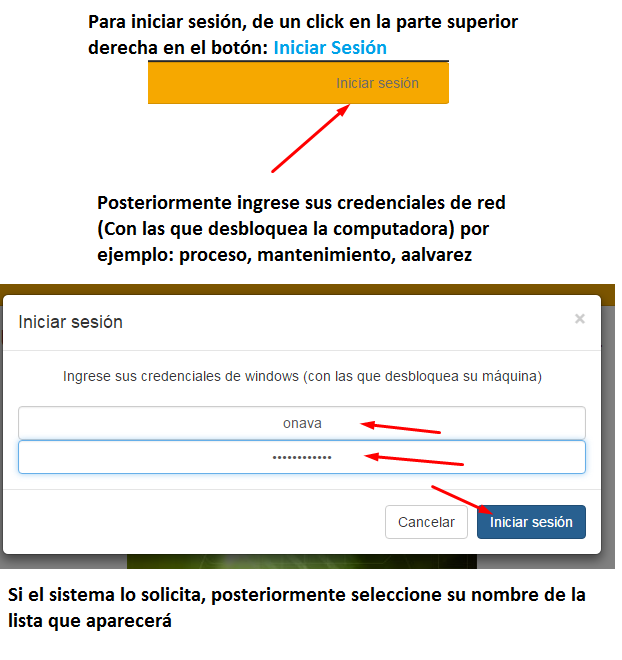 Para iniciar sesión, de un click en la parte superior
derecha en el botón: Iniciar Sesión
Iniciar sesión
Posteriormente ingrese sus credenciales de red
(Con las que desbloquea la computadora) por
ejemplo: proceso, mantenimiento, aalvarez
Iniciar sesión ×
Ingrese sus credenciales de windows (con las que desbloquea su máquina)
onava
••••••••••••
Cancelar Iniciar sesión
Si el sistema lo solicita, posteriormente seleccione su nombre de la
lista que aparecerá